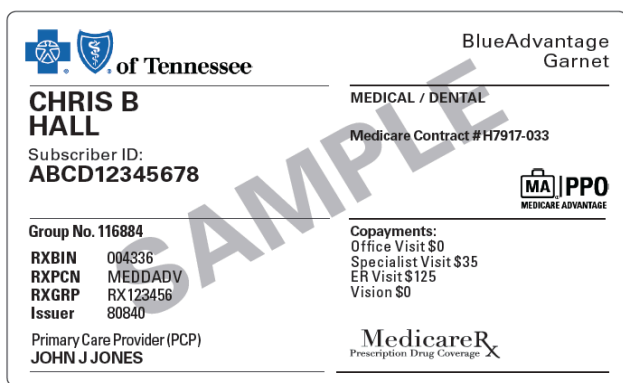 of Tennessee
BlueAdvantage
Garnet
CHRIS B
HALL
Subscriber ID:
ABCD12345678
MEDICAL / DENTAL
Medicare Contract # H7917-033
MA PPO
MEDICARE ADVANTAGE
SAMPLE
Group No. 116884
RXBIN 004336
RXPCN MEDDADV
RXGRP RX123456
Issuer 80840
Primary Care Provider (PCP)
JOHN J JONES
Copayments:
Office Visit $0
Specialist Visit $35
ER Visit $125
Vision $0
MedicareRx
Prescription Drug Coverage